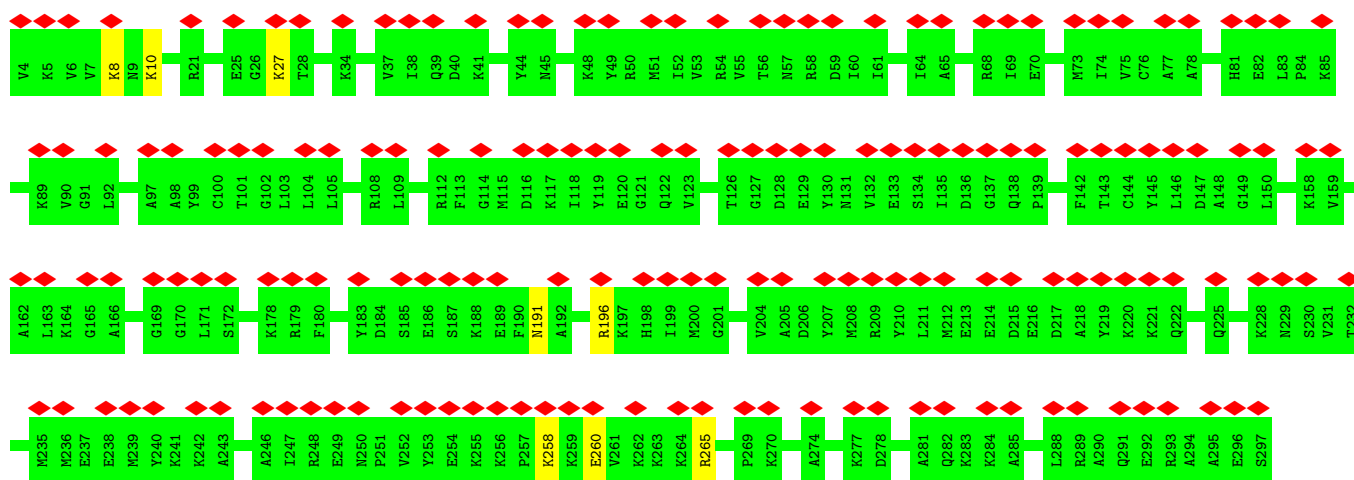 V4 K5 V6 V7 K8 N9 K10 R21 E25 G26 K27 T28 K34 V37 I38 Q39 D40 K41 Y44 N45 K48 Y49 R50 M51 I52 V53 R54 V55 T56 N57 R58 D59 I60 I61 I64 A65 R68 I69 E70 M73 I74 V75 C76 A77 A78 H81 E82 L83 P84 K85
K89 V90 G91 L92 A97 A98 Y99 C100 T101 G102 L103 L104 L105 R108 L109 R112 F113 G114 M115 D116 K117 I118 Y119 E120 G121 Q122 V123 T126 G127 D128 E129 Y130 N131 V132 E133 S134 I135 D136 G137 Q138 P139 F142 T143 C144 Y145 L146 D147 A148 G149 L150 K158 V159
A162 L163 K164 G165 A166 G169 G170 L171 S172 K178 R179 F180 Y183 D184 S185 E186 S187 K188 E189 F190 N191 A192 R196 K197 H198 I199 M200 G201 V204 A205 D206 Y207 M208 R209 Y210 L211 M212 E213 E214 D215 E216 D217 A218 Y219 K220 K221 Q222 Q225 K228 N229 S230 V231 T232
M235 M236 E237 E238 M239 Y240 K241 K242 A243 A246 I247 R248 E249 N250 P251 V252 Y253 E254 K255 K256 P257 K258 K259 E260 V261 K262 K263 K264 R265 P269 K270 A274 K277 D278 A281 Q282 K283 K284 A285 L288 R289 A290 Q291 E292 R293 A294 A295 E296 S297